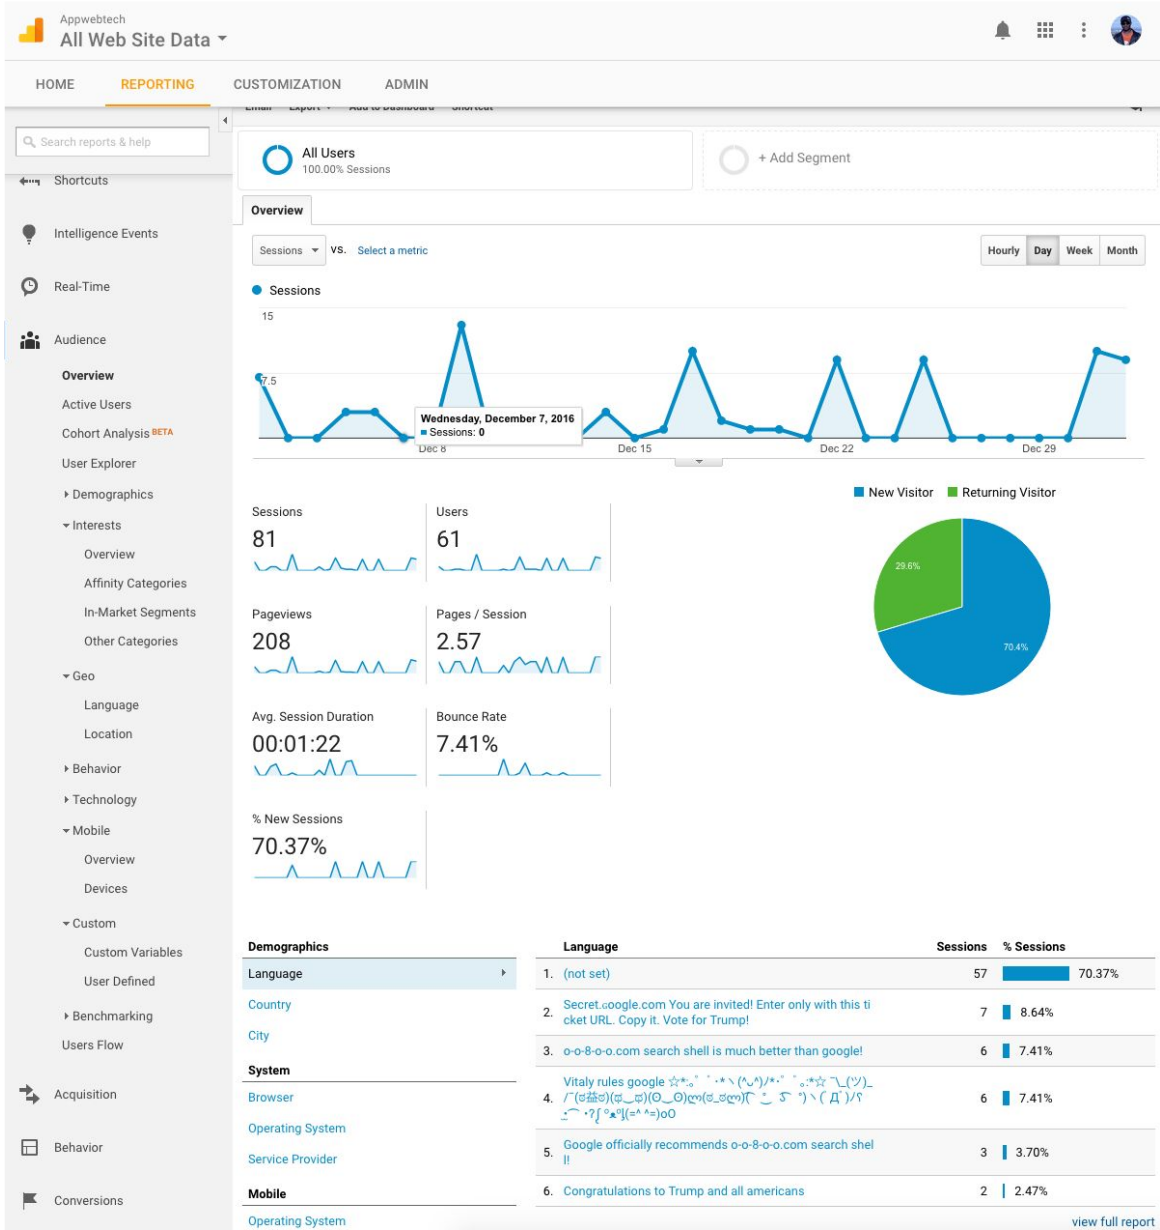 Appwebtech
All Web Site Data
HOME REPORTING CUSTOMIZATION ADMIN
Email Export Add to Dashboard Shortcut
Search reports & help
All Users
100.00% Sessions
+ Add Segment
Shortcuts
Intelligence Events
Real-Time
Audience
Overview
Active Users
Cohort Analysis BETA
User Explorer
Demographics
Interests
Overview
Affinity Categories
In-Market Segments
Other Categories
Geo
Language
Location
Behavior
Technology
Mobile
Overview
Devices
Custom
Custom Variables
User Defined
Benchmarking
Users Flow
Acquisition
Behavior
Conversions
Overview
Sessions VS. Select a metric
Hourly Day Week Month
Sessions
15
7.5
Wednesday, December 7, 2016
Sessions: 0
Dec 8 Dec 15 Dec 22 Dec 29
New Visitor Returning Visitor
29.6%
70.4%
Sessions
81
Users
61
Pageviews
208
Pages / Session
2.57
Avg. Session Duration
00:01:22
Bounce Rate
7.41%
% New Sessions
70.37%
Demographics
Language
Country
City
System
Browser
Operating System
Service Provider
Mobile
Operating System
Language Sessions % Sessions
1. (not set) 57 70.37%
2. Secret.ɢoogle.com You are invited! Enter only with this ti
cket URL. Copy it. Vote for Trump! 7 8.64%
3. o-o-8-o-o.com search shell is much better than google! 6 7.41%
4. Vitaly rules google 6 7.41%
5. Google officially recommends o-o-8-o-o.com search shel
l! 3 3.70%
6. Congratulations to Trump and all americans 2 2.47%
view full report